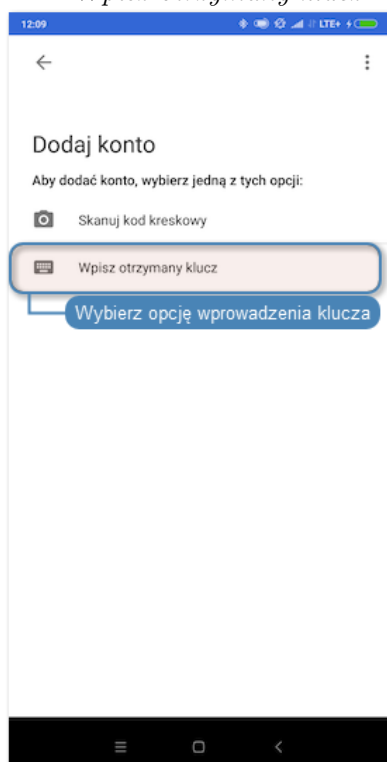 12:09 LTE+
Dodaj konto
Aby dodać konto, wybierz jedną z tych opcji:
Skanuj kod kreskowy
Wpisz otrzymany klucz
Wybierz opcję wprowadzenia klucza